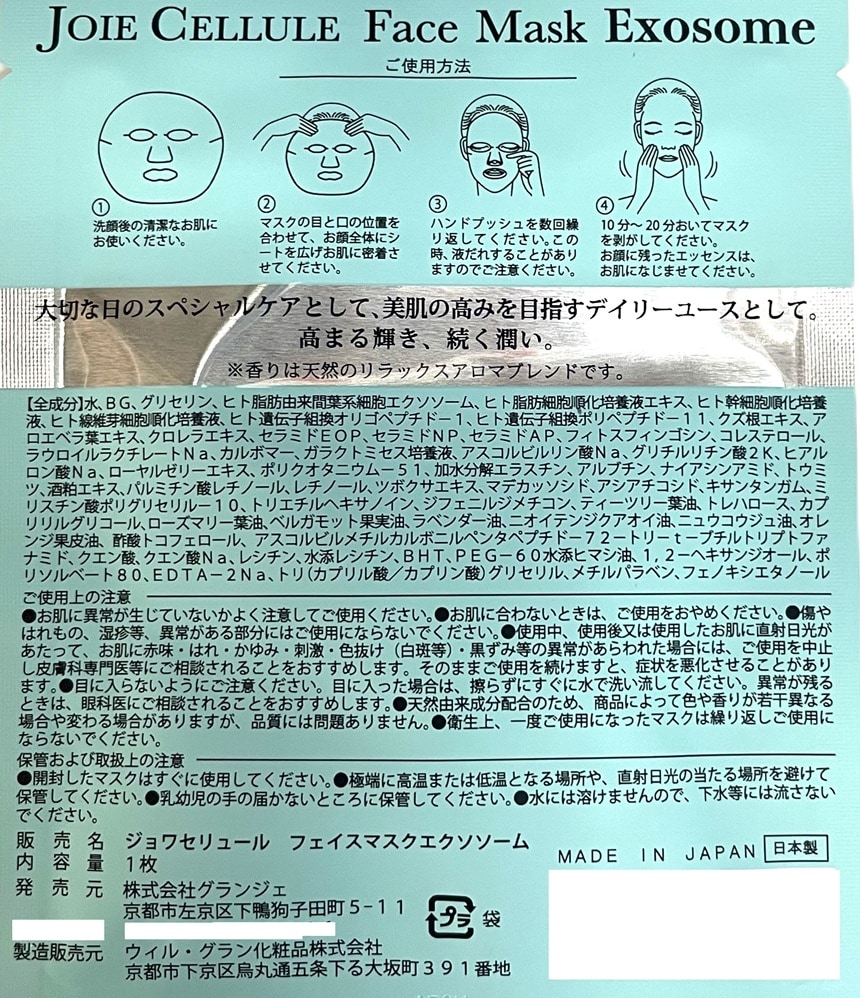 JOIE CELLULE Face Mask Exosome
ご使用方法
①
洗顔後の清潔なお肌に
お使いください。
②
マスクの目と口の位置を
合わせて、お顔全体にシ
ートを広げお肌に密着さ
せてください。
③
ハンドプッシュを数回繰
り返してください。この
時、液だれすることがあり
ますのでご注意ください。
④
10分～20分おいてマスク
を剥がしてください。
お顔に残ったエッセンスは、
お肌になじませてください。
大切な日のスペシャルケアとして、美肌の高みを目指すデイリーユースとして。
高まる輝き、続く潤い。
※香りは天然のリラックスアロマブレンドです。
【全成分】水、BG、グリセリン、ヒト脂肪由来間葉系細胞エクソソーム、ヒト脂肪細胞順化培養液エキス、ヒト幹細胞順化培養
液、ヒト線維芽細胞順化培養液、ヒト遺伝子組換オリゴペプチド－1、ヒト遺伝子組換ポリペプチド－11、クズ根エキス、ア
ロエベラ葉エキス、クロレラエキス、セラミドEOP、セラミドNP、セラミドAP、フィトスフィンゴシン、コレステロール、
ラウロイルラクチレートNa、カルボマー、ガラクトミセス培養液、アスコルビルリン酸Na、グリチルリチン酸2K、ヒアル
ロン酸Na、ローヤルゼリーエキス、ポリクオタニウム－51、加水分解エラスチン、アルブチン、ナイアシンアミド、トウミ
ツ、酒粕エキス、パルミチン酸レチノール、レチノール、ツボクサエキス、マデカッソシド、アシアチコシド、キサンタンガム、ミ
リスチン酸ポリグリセリル－10、トリエチルヘキサノイン、ジフェニルジメチコン、ティーツリー葉油、トレハロース、カプ
リリルグリコール、ローズマリー葉油、ベルガモット果実油、ラベンダー油、ニオイテンジクアオイ油、ニュウコウジュ油、オレ
ンジ果皮油、酢酸トコフェロール、アスコルビルメチルカルボニルペンタペプチド－72－トリ－t－ブチルトリプトファ
ナミド、クエン酸、クエン酸Na、レシチン、水添レシチン、BHT、PEG－60水添ヒマシ油、1，2－ヘキサンジオール、ポ
リソルベート80、EDTA－2Na、トリ（カプリル酸／カプリン酸）グリセリル、メチルパラベン、フェノキシエタノール
ご使用上の注意
●お肌に異常が生じていないかよく注意してご使用ください。●お肌に合わないときは、ご使用をおやめください。●傷や
はれもの、湿疹等、異常がある部分にはご使用にならないでください。●使用中、使用後又は使用したお肌に直射日光が
あたって、お肌に赤味・はれ・かゆみ・刺激・色抜け（白斑等）・黒ずみ等の異常があらわれた場合には、ご使用を中止
し皮膚科専門医等にご相談されることをおすすめします。そのままご使用を続けますと、症状を悪化させることがあり
ます。●目に入らないようにご注意ください。目に入った場合は、擦らずにすぐに水で洗い流してください。異常が残る
ときは、眼科医にご相談されることをおすすめします。●天然由来成分配合のため、商品によって色や香りが若干異なる
場合や変わる場合がありますが、品質には問題ありません。●衛生上、一度ご使用になったマスクは繰り返しご使用に
ならないでください。
保管および取扱上の注意
●開封したマスクはすぐに使用してください。●極端に高温または低温となる場所や、直射日光の当たる場所を避けて
保管してください。●乳幼児の手の届かないところに保管してください。●水には溶けませんので、下水等には流さない
でください。
販売名 ジョワセリュール フェイスマスクエクソソーム
内容量 1枚
MADE IN JAPAN 日本製
発売元 株式会社グランジェ
京都市左京区下鴨狗子田町5-11
プラ 袋
製造販売元 ウィル・グラン化粧品株式会社
京都市下京区烏丸通五条下る大坂町391番地